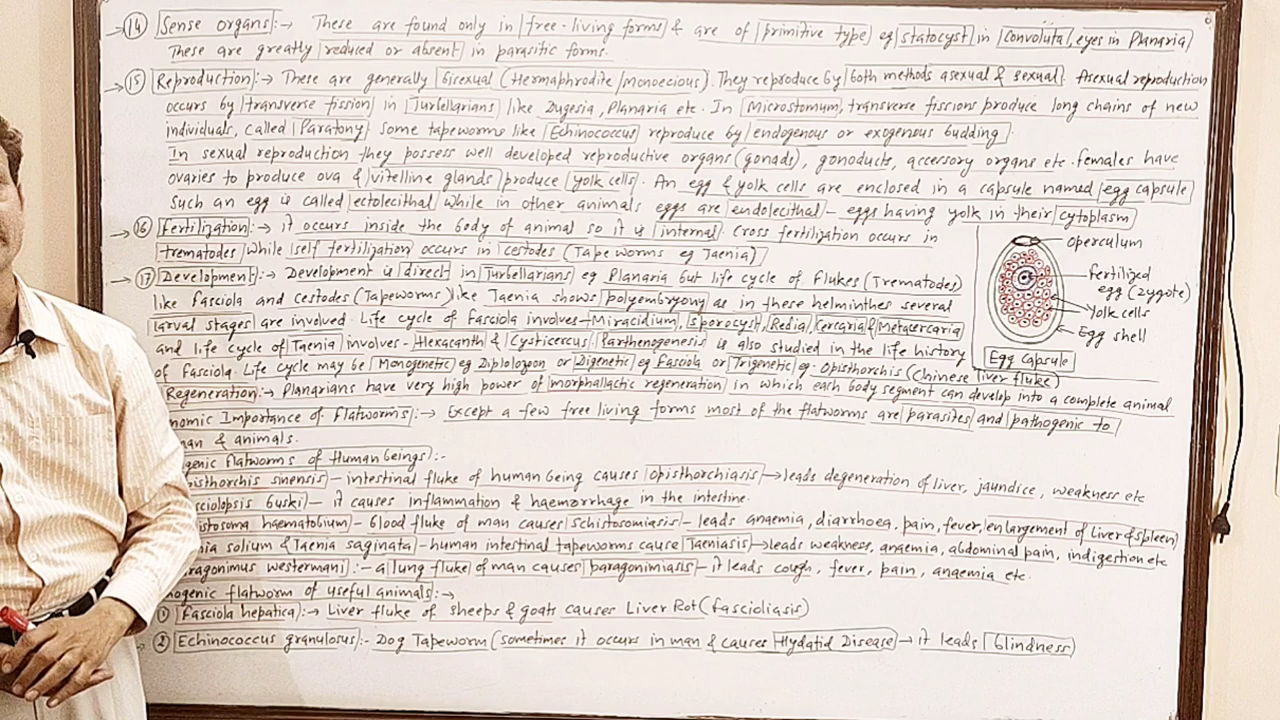 (14) Sense organs:→ These are found only in free-living forms & are of primitive type eg statocyst in Convoluta, eyes in Planaria
These are greatly reduced or absent in parasitic forms.
(15) Reproduction:→ These are generally bisexual (Hermaphrodite/monoecious). They reproduce by both methods asexual & sexual. Asexual reproduction
occurs by transverse fission in Turbellarians like Dugesia, Planaria etc. In Microstomum, transverse fissions produce long chains of new
individuals, called Paratony. Some tapeworms like Echinococcus reproduce by endogenous or exogenous budding.
In sexual reproduction they possess well developed reproductive organs (gonads), gonoducts, accessory organs etc. females have
ovaries to produce ova & vitelline glands produce yolk cells. An egg & yolk cells are enclosed in a capsule named egg capsule
Such an egg is called ectolecithal while in other animals eggs are endolecithal – eggs having yolk in their cytoplasm
(16) Fertilization:→ it occurs inside the body of animal so it is internal. Cross fertilization occurs in
trematodes while self fertilization occurs in cestodes (Tapeworms eg Taenia)
(17) Development:→ Development is direct in Turbellarians eg Planaria but life cycle of Flukes (Trematodes)
like Fasciola and cestodes (Tapeworms) like Taenia shows polyembryony as in these helminthes several
larval stages are involved. Life cycle of fasciola involves – Miracidium, Sporocyst, Redia, Cercaria & Metacercaria
and life cycle of Taenia involves - Hexacanth & Cysticercus Parthenogenesis is also studied in the life history
of Fasciola Life cycle may be Monogenetic eg Diplolozon or Digenetic eg Fasciola or Trigenetic eg. Opisthorchis (Chinese liver fluke)
operculum
fertilized
egg (zygote)
Yolk cells
Egg shell
Egg capsule
Regeneration:→ Planarians have very high power of morphallactic regeneration in which each body segment can develop into a complete animal
nomic Importance of Flatworms:→ Except a few free living forms most of the flatworms are parasites and pathogenic to
man & animals.
genic flatworms of Human beings:-
isthorchis sinensis – intestinal fluke of human being causes Opisthorchiasis → leads degeneration of liver, jaundice, weakness etc
sciolopsis buski – it causes inflammation & haemorrhage in the intestine.
istosoma haematobium – blood fluke of man causes Schistosomiasis – leads anaemia, diarrhoea, pain, fever, enlargement of Liver & Spleen
nia solium & Taenia saginata – human intestinal tapeworms cause Taeniasis → leads weakness, anaemia, abdominal pain, indigestion etc
ragonimus westermani:- a lung fluke of man causes paragonimiasis – it leads cough, fever, pain, anaemia etc.
hogenic flatworm of useful animals:→
(1) Fasciola hepatica:→ Liver fluke of sheeps & goats causes Liver Rot (fascioliasis)
(2) Echinococcus granulosus:- Dog Tapeworm (sometimes it occurs in man & causes Hydatid Disease → it leads blindness